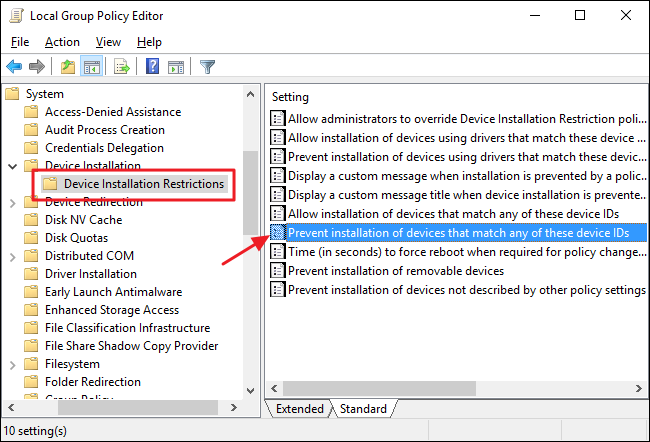 Local Group Policy Editor
File Action View Help
System
Access-Denied Assistance
Audit Process Creation
Credentials Delegation
Device Installation
Device Installation Restrictions
Device Redirection
Disk NV Cache
Disk Quotas
Distributed COM
Driver Installation
Early Launch Antimalware
Enhanced Storage Access
File Classification Infrastructure
File Share Shadow Copy Provider
Filesystem
Folder Redirection
Group Policy
Setting
Allow administrators to override Device Installation Restriction poli...
Allow installation of devices using drivers that match these device ...
Prevent installation of devices using drivers that match these devic...
Display a custom message when installation is prevented by a polic...
Display a custom message title when device installation is prevente...
Allow installation of devices that match any of these device IDs
Prevent installation of devices that match any of these device IDs
Time (in seconds) to force reboot when required for policy change...
Prevent installation of removable devices
Prevent installation of devices not described by other policy settings
Extended Standard
10 setting(s)